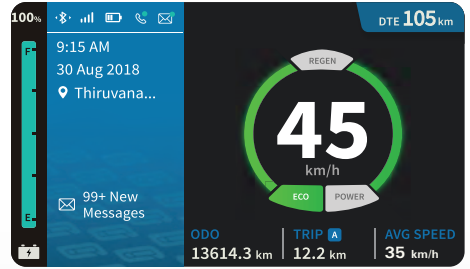 100%
F
E
9:15 AM
30 Aug 2018
Thiruvana...
99+ New
Messages
DTE 105 km
REGEN
45
km/h
ECO
POWER
ODO
13614.3 km
TRIP A
12.2 km
AVG SPEED
35 km/h